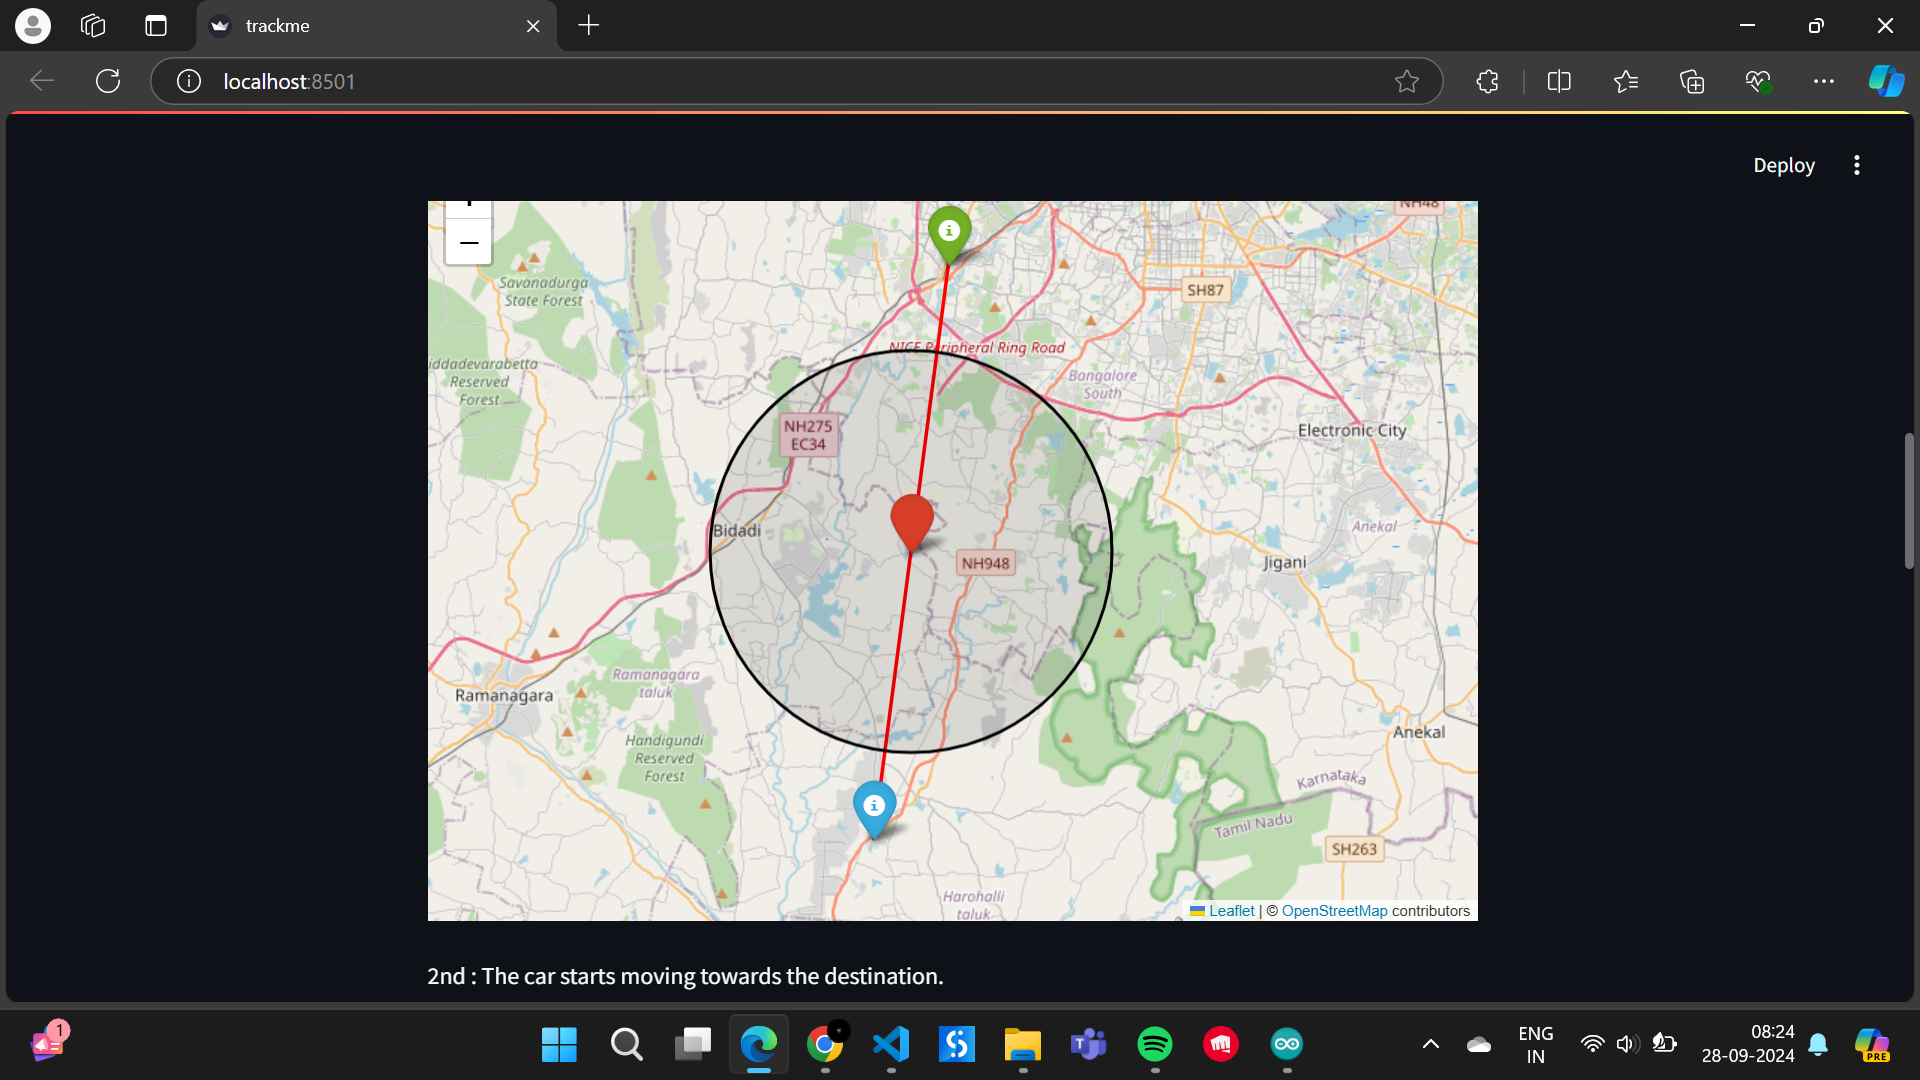 trackme
localhost:8501
Deploy
NH48
Savanadurga
State Forest
SH87
NICE Peripheral Ring Road
iddadevarabetta
Reserved
Forest
Bangalore
South
NH275
EC34
Electronic City
Bidadi
Anekal
NH948
Jigani
Ramanagara
taluk
Ramanagara
Handigundi
Reserved
Forest
Anekal
Karnataka
Tamil Nadu
SH263
Harohalli
taluk
Leaflet | © OpenStreetMap contributors
2nd : The car starts moving towards the destination.
1
ENG
IN
08:24
28-09-2024
PRE